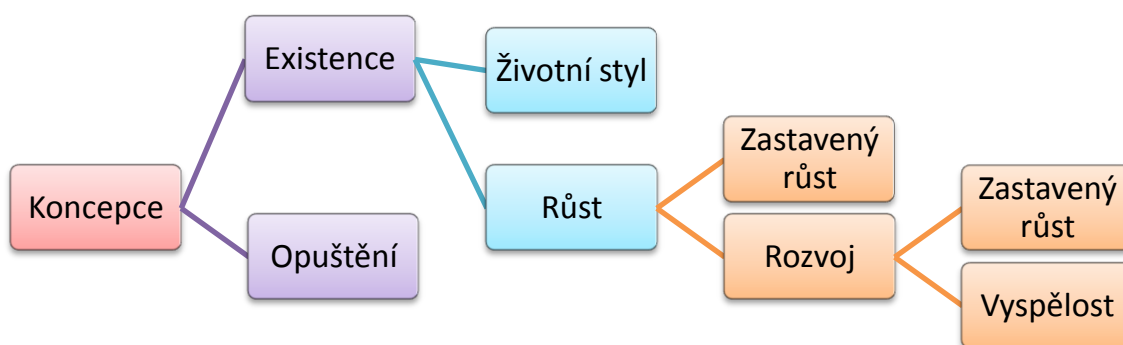 Existence
Životní styl
Koncepce
Opuštění
Růst
Zastavený
růst
Rozvoj
Zastavený
růst
Vyspělost